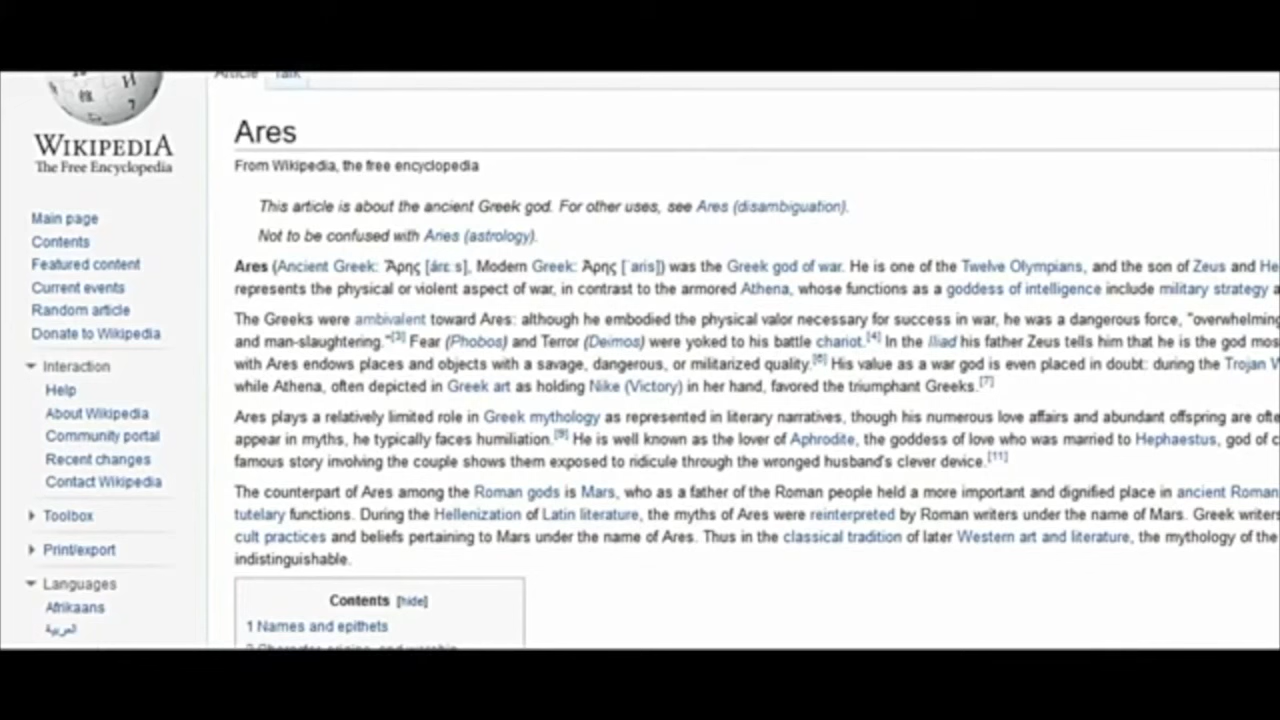 Article Talk
WIKIPEDIA
The Free Encyclopedia
Main page
Contents
Featured content
Current events
Random article
Donate to Wikipedia
Interaction
Help
About Wikipedia
Community portal
Recent changes
Contact Wikipedia
Toolbox
Print/export
Languages
Afrikaans
العربية
Ares
From Wikipedia, the free encyclopedia
This article is about the ancient Greek god. For other uses, see Ares (disambiguation).
Not to be confused with Aries (astrology).
Ares (Ancient Greek: Ἄρης [árɛːs], Modern Greek: Άρης [ˈaris]) was the Greek god of war. He is one of the Twelve Olympians, and the son of Zeus and He
represents the physical or violent aspect of war, in contrast to the armored Athena, whose functions as a goddess of intelligence include military strategy a
The Greeks were ambivalent toward Ares: although he embodied the physical valor necessary for success in war, he was a dangerous force, "overwhelming
and man-slaughtering."[3] Fear (Phobos) and Terror (Deimos) were yoked to his battle chariot.[4] In the Iliad his father Zeus tells him that he is the god mos
with Ares endows places and objects with a savage, dangerous, or militarized quality.[6] His value as a war god is even placed in doubt: during the Trojan W
while Athena, often depicted in Greek art as holding Nike (Victory) in her hand, favored the triumphant Greeks.[7]
Ares plays a relatively limited role in Greek mythology as represented in literary narratives, though his numerous love affairs and abundant offspring are ofte
appear in myths, he typically faces humiliation.[9] He is well known as the lover of Aphrodite, the goddess of love who was married to Hephaestus, god of c
famous story involving the couple shows them exposed to ridicule through the wronged husband's clever device.[11]
The counterpart of Ares among the Roman gods is Mars, who as a father of the Roman people held a more important and dignified place in ancient Roman
tutelary functions. During the Hellenization of Latin literature, the myths of Ares were reinterpreted by Roman writers under the name of Mars. Greek writers
cult practices and beliefs pertaining to Mars under the name of Ares. Thus in the classical tradition of later Western art and literature, the mythology of the
indistinguishable.
Contents [hide]
1 Names and epithets
2 Character, origins, and worship